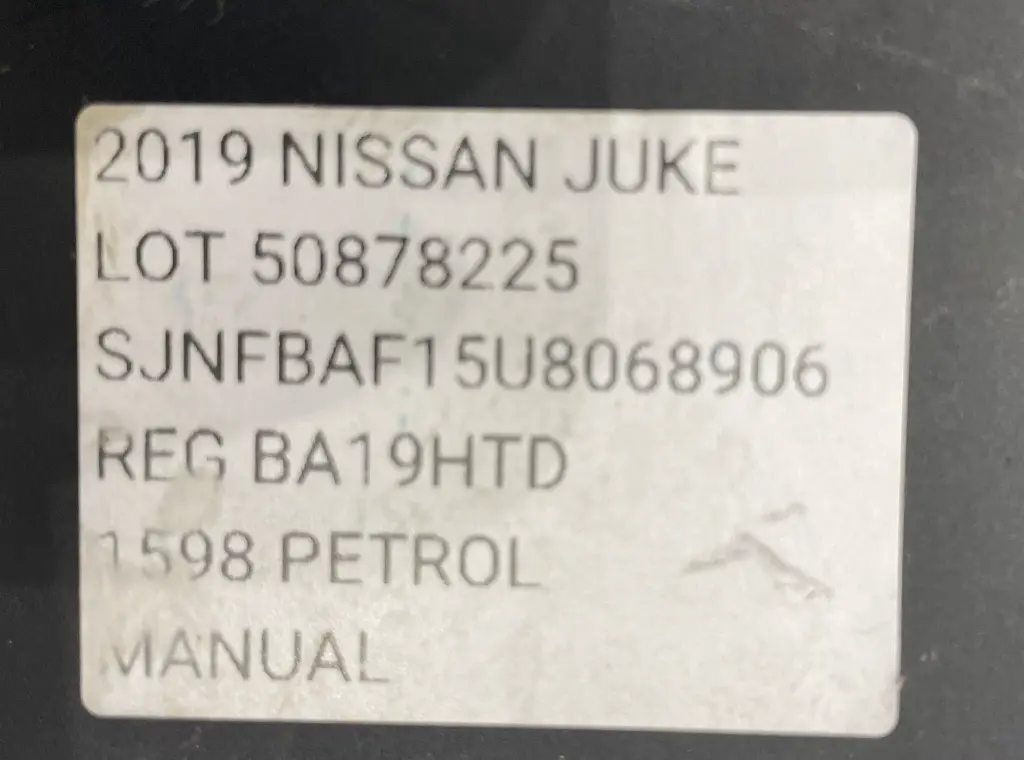 2019 NISSAN JUKE
LOT 50878225
SJNFBAF15U8068906
REG BA19HTD
1598 PETROL
MANUAL